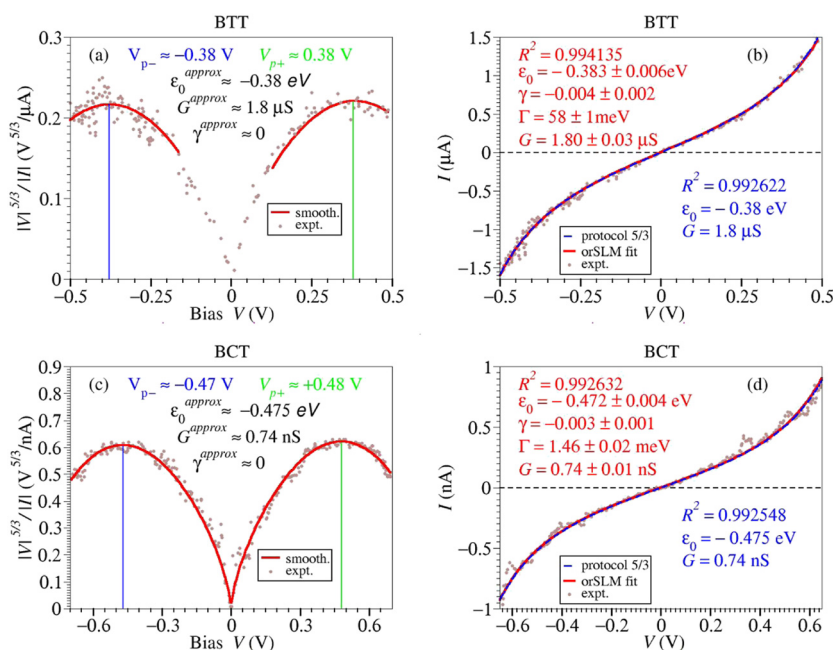 BTT
(a)
V_p− ≈ −0.38 V
V_p+ ≈ 0.38 V
ε_0^approx ≈ −0.38 eV
G^approx ≈ 1.8 μS
γ^approx ≈ 0
|V|^5/3/|I| (V^5/3/μA)
0.3
0.2
0.1
0
smooth.
expt.
−0.5
−0.25
0
0.25
0.5
Bias V (V)
BTT
(b)
R^2 = 0.994135
ε_0 = − 0.383 ± 0.006eV
γ = −0.004 ± 0.002
Γ = 58 ± 1meV
G = 1.80 ± 0.03 μS
R^2 = 0.992622
ε_0 = − 0.38 eV
G = 1.8 μS
I (μA)
1.5
1
0.5
0
−0.5
−1
−1.5
protocol 5/3
orSLM fit
expt.
−0.5
−0.25
0
0.25
0.5
V (V)
BCT
(c)
V_p− ≈ −0.47 V
V_p+ ≈ +0.48 V
ε_0^approx ≈ −0.475 eV
G^approx ≈ 0.74 nS
γ^approx ≈ 0
|V|^5/3/|I| (V^5/3/nA)
0.9
0.8
0.7
0.6
0.5
0.4
0.3
0.2
0.1
0
smooth.
expt.
−0.6
−0.3
0
0.3
0.6
Bias V (V)
BCT
(d)
R^2 = 0.992632
ε_0 = − 0.472 ± 0.004 eV
γ = −0.003 ± 0.001
Γ = 1.46 ± 0.02 meV
G = 0.74 ± 0.01 nS
R^2 = 0.992548
ε_0 = − 0.475 eV
G = 0.74 nS
I (nA)
1
0.5
0
−0.5
−1
protocol 5/3
orSLM fit
expt.
−0.6
−0.4
−0.2
0
0.2
0.4
0.6
V (V)